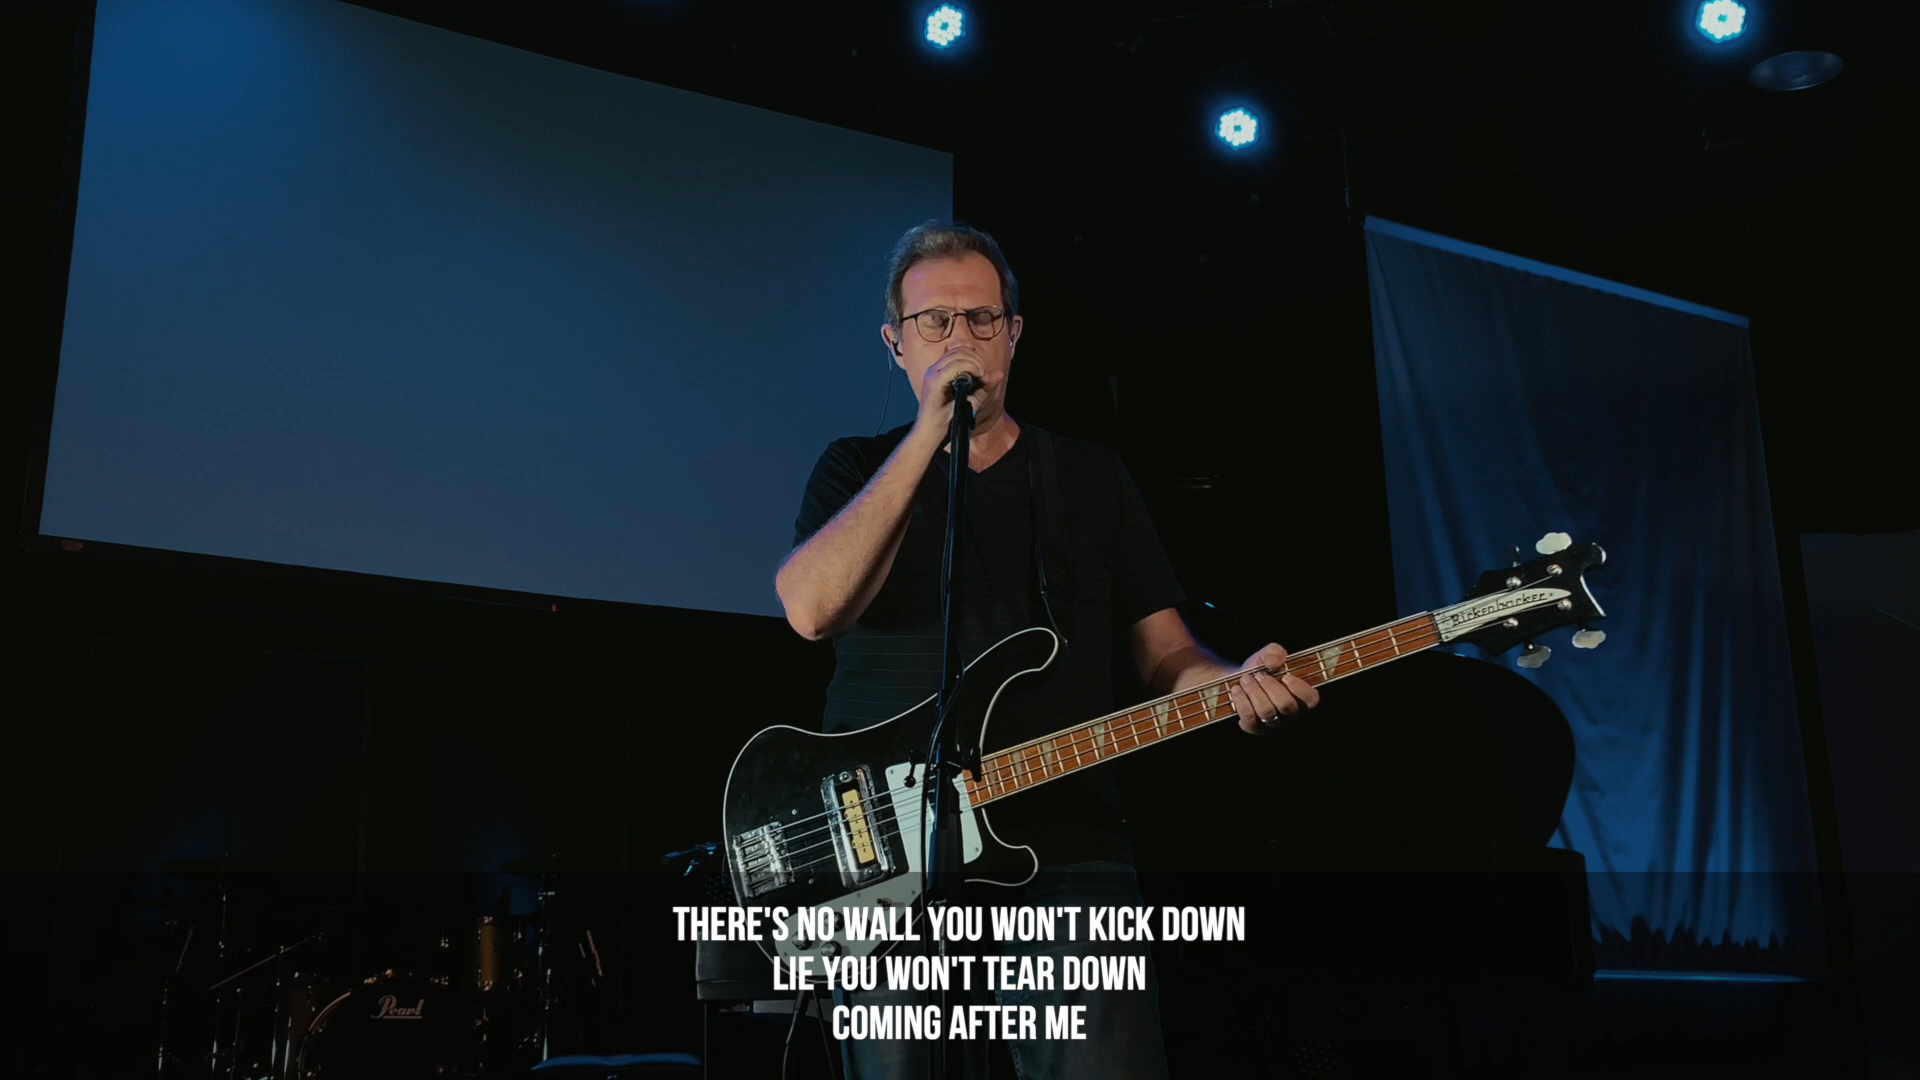 Rickenbacker
Pearl
THERE'S NO WALL YOU WON'T KICK DOWN
LIE YOU WON'T TEAR DOWN
COMING AFTER ME